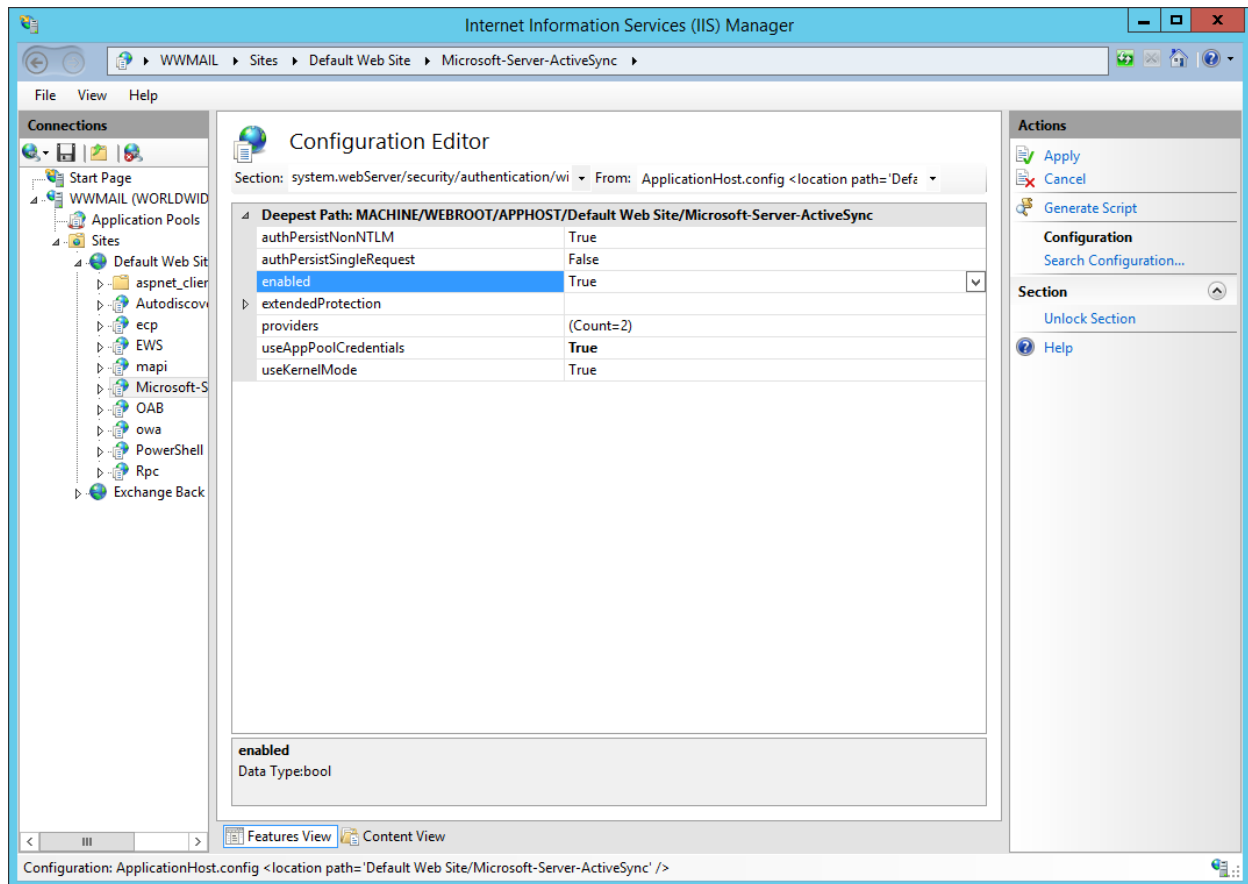 Internet Information Services (IIS) Manager
WWMAIL Sites Default Web Site Microsoft-Server-ActiveSync
File View Help
Connections
Start Page
WWMAIL (WORLDWID
Application Pools
Sites
Default Web Sit
aspnet_clien
Autodiscov
ecp
EWS
mapi
Microsoft-S
OAB
owa
PowerShell
Rpc
Exchange Back
Configuration Editor
Section: system.webServer/security/authentication/wi From: ApplicationHost.config <location path='Defa
Deepest Path: MACHINE/WEBROOT/APPHOST/Default Web Site/Microsoft-Server-ActiveSync
authPersistNonNTLM True
authPersistSingleRequest False
enabled True
extendedProtection
providers (Count=2)
useAppPoolCredentials True
useKernelMode True
enabled
Data Type:bool
Features View Content View
Actions
Apply
Cancel
Generate Script
Configuration
Search Configuration...
Section
Unlock Section
Help
Configuration: ApplicationHost.config <location path='Default Web Site/Microsoft-Server-ActiveSync' />